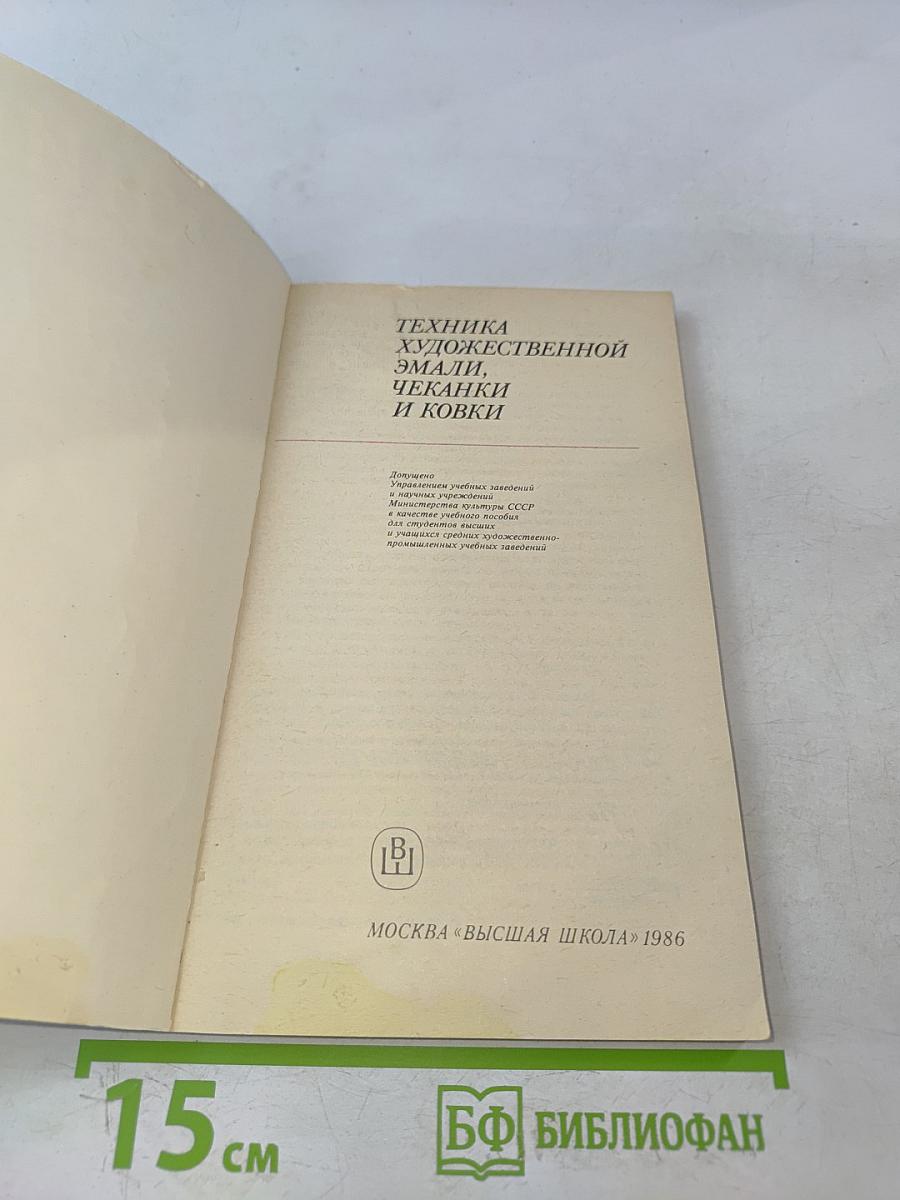 ТЕХНИКА
ХУДОЖЕСТВЕННОЙ
ЭМАЛИ,
ЧЕКАНКИ
И КОВКИ
Допущено
Управлением учебных заведений
и научных учреждений
Министерства культуры СССР
в качестве учебного пособия
для студентов высших
и учащихся средних художественно-
промышленных учебных заведений
ВШ
МОСКВА «ВЫСШАЯ ШКОЛА» 1986
15 см
БФ БИБЛИОФАН